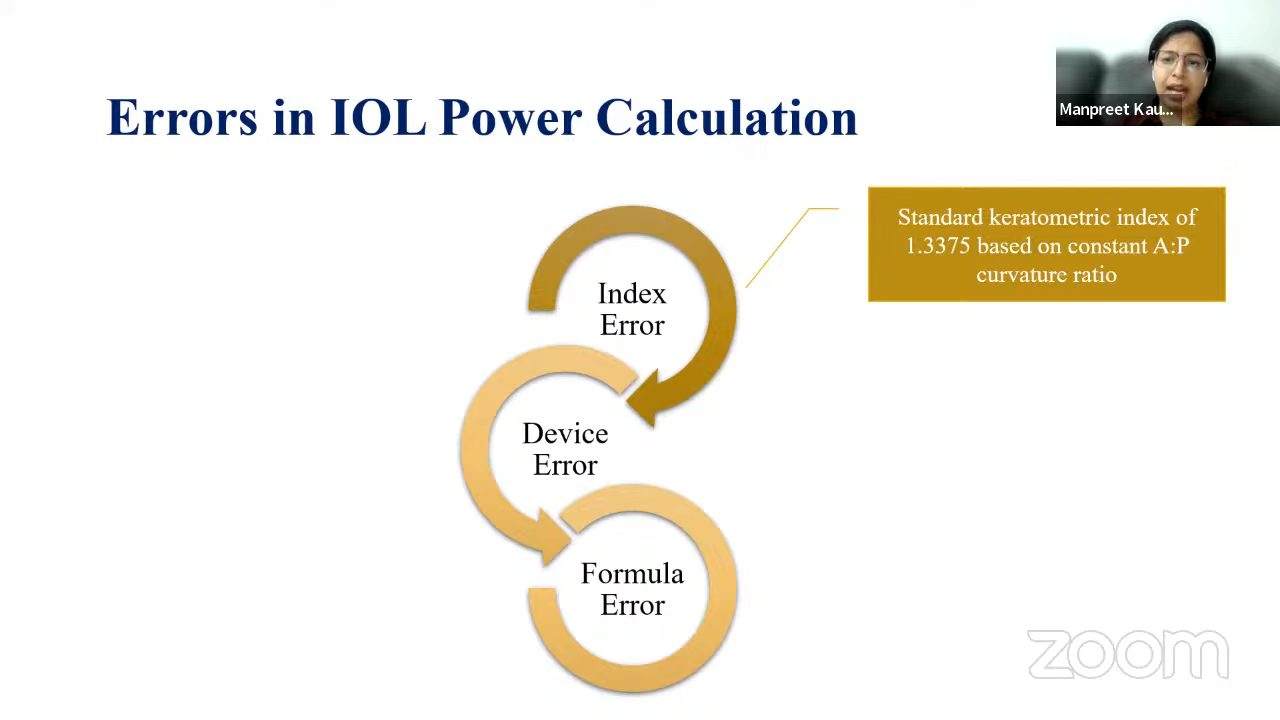 Errors in IOL Power Calculation
Manpreet Kau...
Standard keratometric index of
1.3375 based on constant A:P
curvature ratio
Index
Error
Device
Error
Formula
Error
zoom